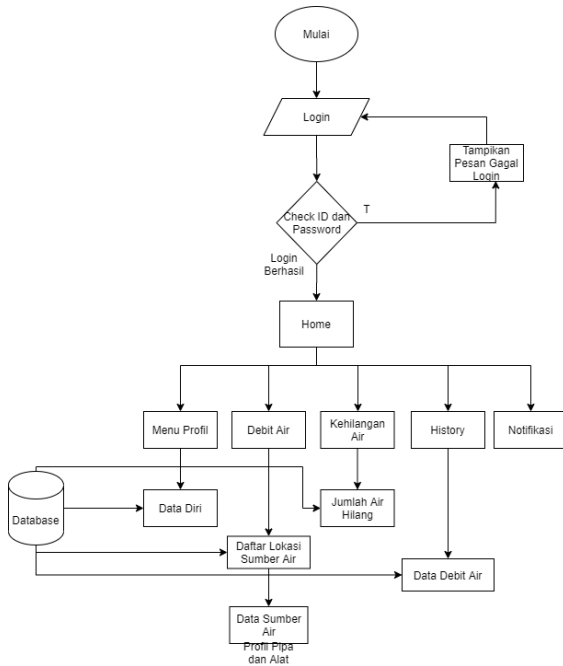 Mulai
Login
Tampikan
Pesan Gagal
Login
Check ID dan
Password
T
Login
Berhasil
Home
Menu Profil
Debit Air
Kehilangan
Air
History
Notifikasi
Database
Data Diri
Jumlah Air
Hilang
Daftar Lokasi
Sumber Air
Data Debit Air
Data Sumber
Air
Profil Pipa
dan Alat